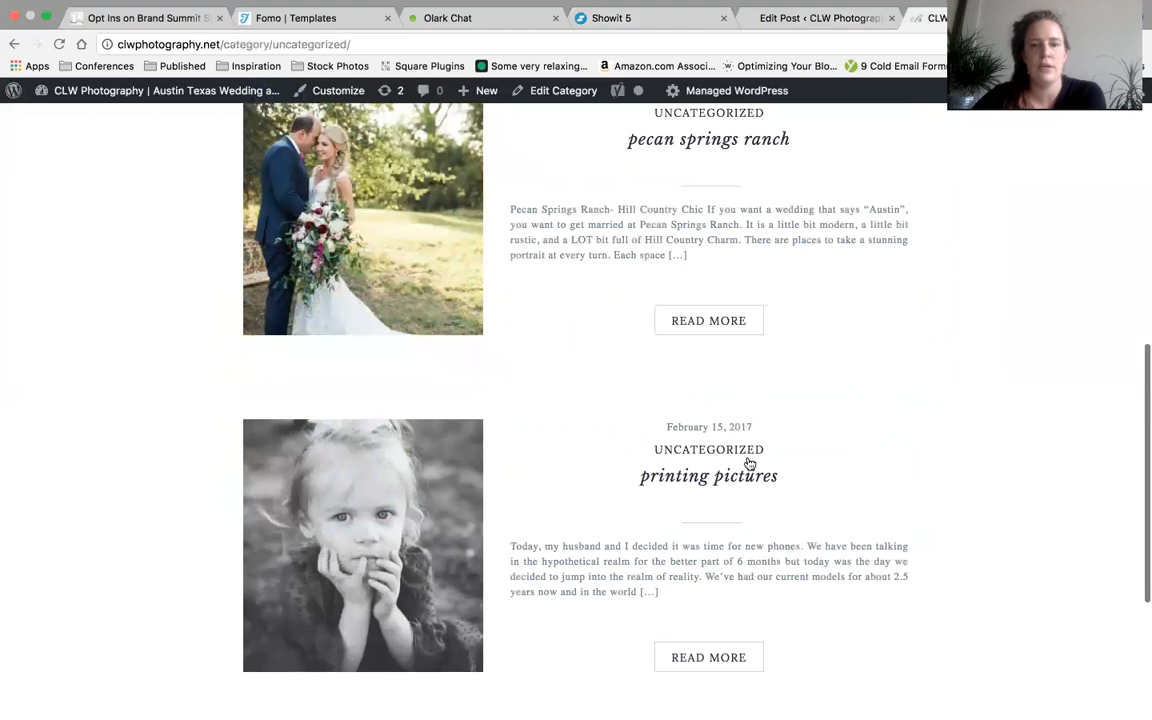 Opt Ins on Brand Summit S
Fomo | Templates
Olark Chat
Showit 5
Edit Post ‹ CLW Photograp
CLW
clwphotography.net/category/uncategorized/
Apps
Conferences
Published
Inspiration
Stock Photos
Square Plugins
Some very relaxing...
Amazon.com Associ...
Optimizing Your Blo...
9 Cold Email Form
CLW Photography | Austin Texas Wedding a...
Customize
2
0
New
Edit Category
Managed WordPress
UNCATEGORIZED
pecan springs ranch
Pecan Springs Ranch- Hill Country Chic If you want a wedding that says “Austin”,
you want to get married at Pecan Springs Ranch. It is a little bit modern, a little bit
rustic, and a LOT bit full of Hill Country Charm. There are places to take a stunning
portrait at every turn. Each space [...]
READ MORE
February 15, 2017
UNCATEGORIZED
printing pictures
Today, my husband and I decided it was time for new phones. We have been talking
in the hypothetical realm for the better part of 6 months but today was the day we
decided to jump into the realm of reality. We’ve had our current models for about 2.5
years now and in the world [...]
READ MORE